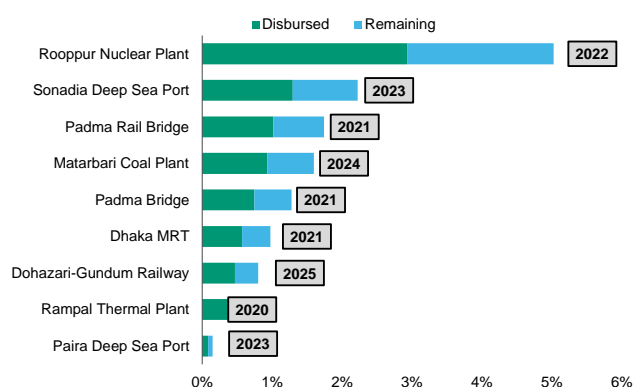 Disbursed Remaining
Rooppur Nuclear Plant 2022
Sonadia Deep Sea Port 2023
Padma Rail Bridge 2021
Matarbari Coal Plant 2024
Padma Bridge 2021
Dhaka MRT 2021
Dohazari-Gundum Railway 2025
Rampal Thermal Plant 2020
Paira Deep Sea Port 2023
0% 1% 2% 3% 4% 5% 6%